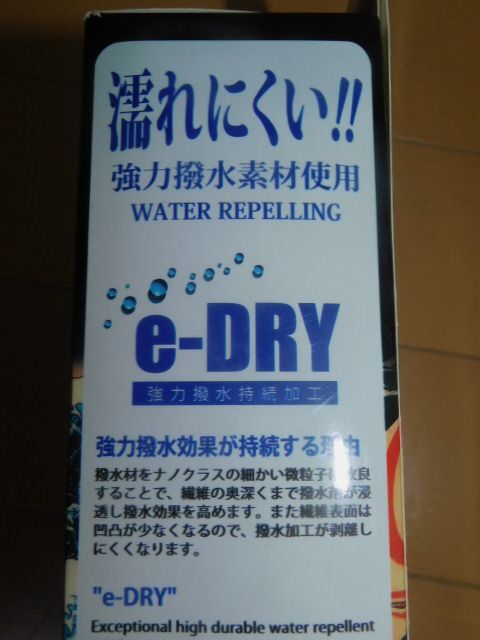 濡れにくい!!
強力撥水素材使用
WATER REPELLING
e-DRY
強力撥水持続加工
強力撥水効果が持続する理由
撥水材をナノクラスの細かい微粒子に改良
することで、繊維の奥深くまで撥水剤が浸
透し撥水効果を高めます。また繊維表面は
凹凸が少なくなるので、撥水加工が剥離し
にくくなります。
"e-DRY"
Exceptional high durable water repellent